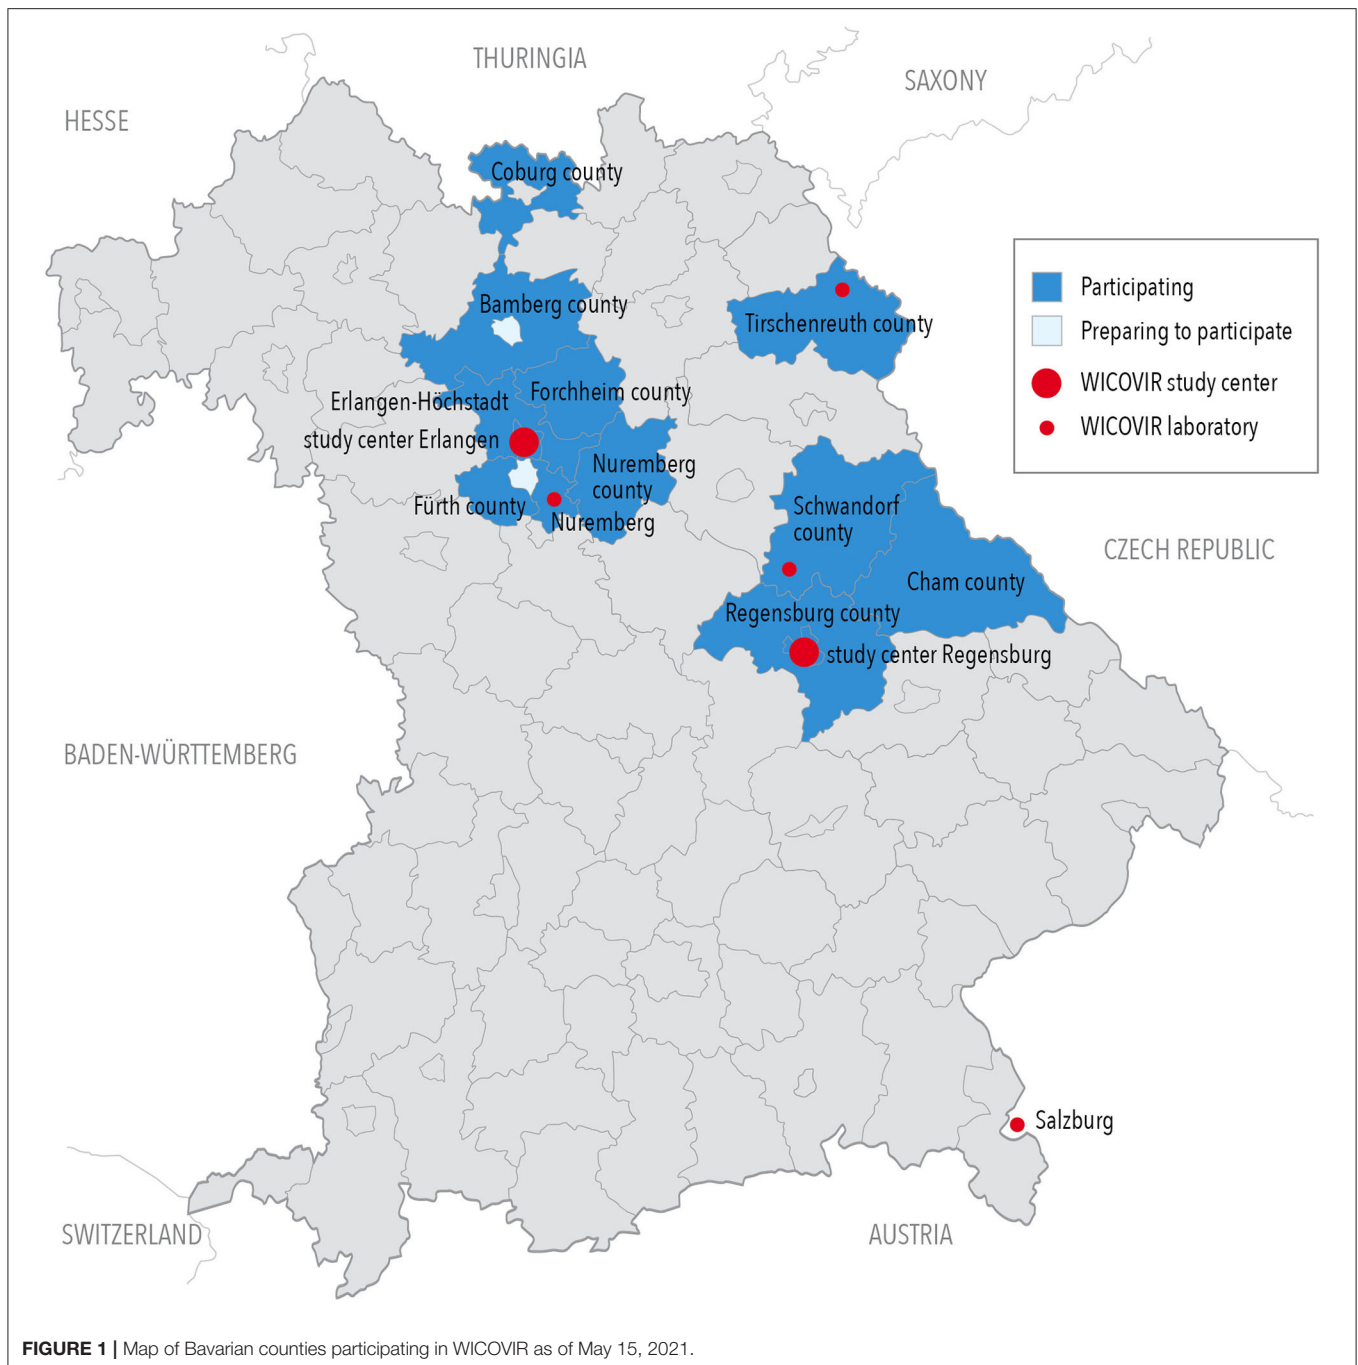 THURINGIA
SAXONY
HESSE
Coburg county
Participating
Bamberg county
Tirschenreuth county
Preparing to participate
WICOVIR study center
Forchheim county
Erlangen-Höchstadt
WICOVIR laboratory
study center Erlangen
Nuremberg
county
Fürth county
Nuremberg
Schwandorf
county
CZECH REPUBLIC
Cham county
Regensburg county
study center Regensburg
BADEN-WÜRTTEMBERG
Salzburg
SWITZERLAND
AUSTRIA
FIGURE 1 | Map of Bavarian counties participating in WICOVIR as of May 15, 2021.